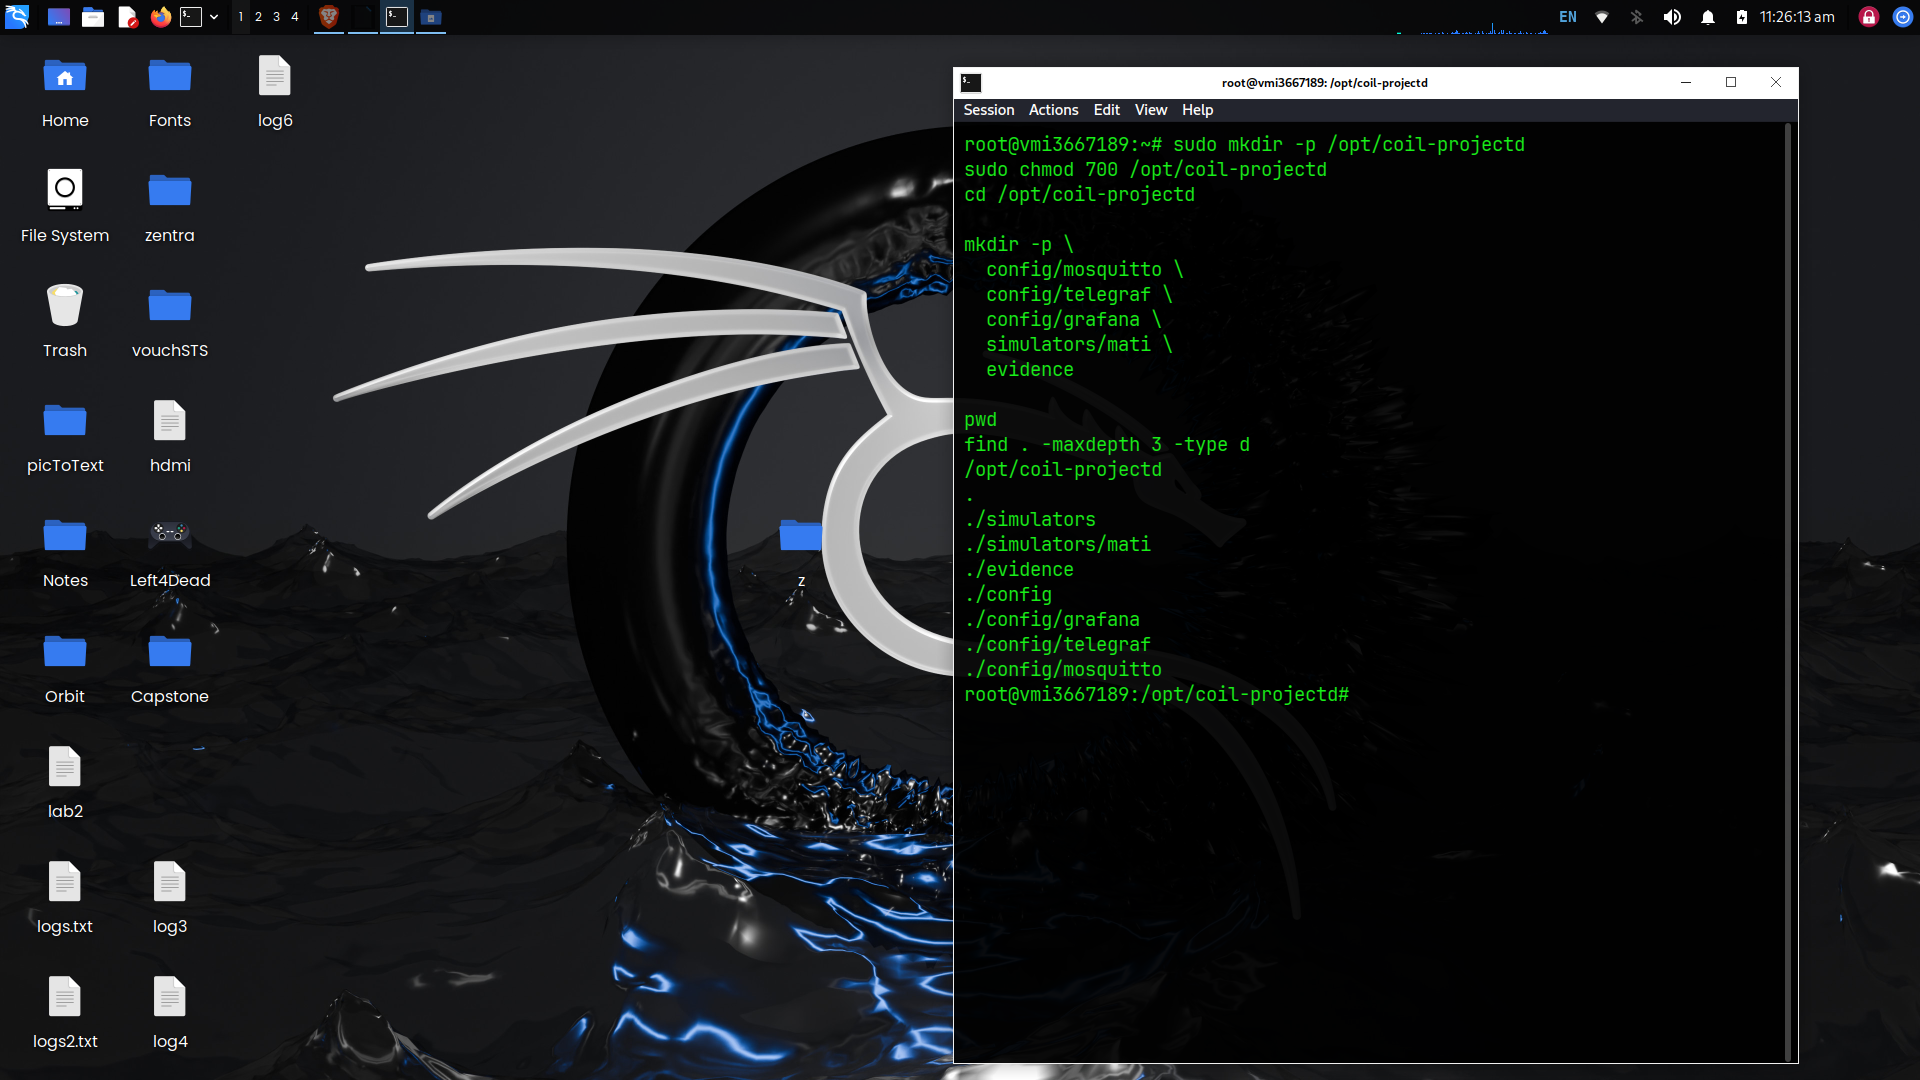 1 2 3 4
EN
11:26:13 am
Home
Fonts
log6
File System
zentra
Trash
vouchSTS
picToText
hdmi
Notes
Left4Dead
z
Orbit
Capstone
lab2
logs.txt
log3
logs2.txt
log4
root@vmi3667189: /opt/coil-projectd
Session Actions Edit View Help
root@vmi3667189:~# sudo mkdir -p /opt/coil-projectd
sudo chmod 700 /opt/coil-projectd
cd /opt/coil-projectd
mkdir -p \
config/mosquitto \
config/telegraf \
config/grafana \
simulators/mati \
evidence
pwd
find . -maxdepth 3 -type d
/opt/coil-projectd
.
./simulators
./simulators/mati
./evidence
./config
./config/grafana
./config/telegraf
./config/mosquitto
root@vmi3667189:/opt/coil-projectd#